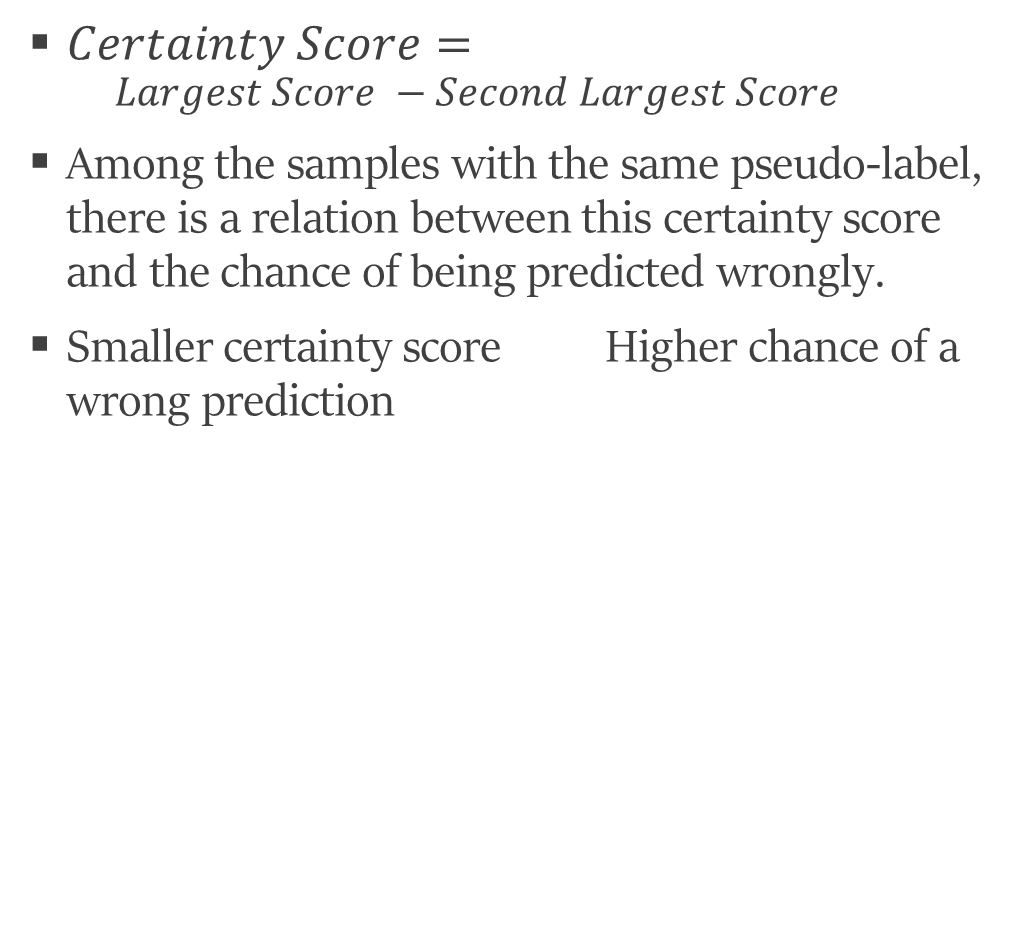 ▪ Certainty Score =
Largest Score − Second Largest Score
▪ Among the samples with the same pseudo-label,
there is a relation between this certainty score
and the chance of being predicted wrongly.
▪ Smaller certainty score Higher chance of a
wrong prediction